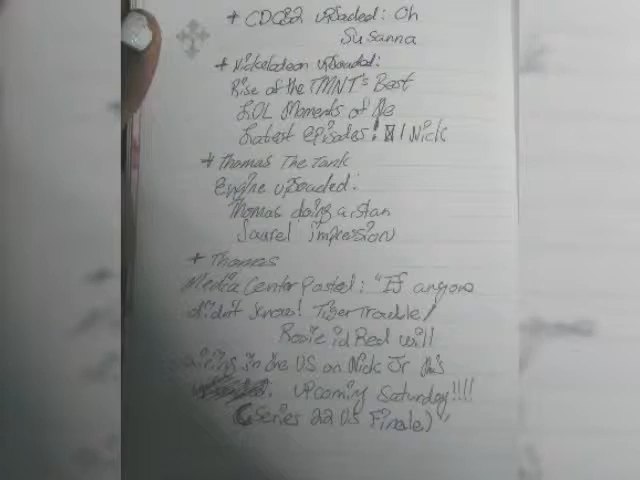 * CDC82 uploaded: Oh
Susanna
* Nickelodeon uploaded:
Rise of the TMNT's Best
LOL Moments of the
Latest Episodes! | Nick
* Thomas The Tank
Engine uploaded:
Thomas doing a stan
Laurel impression
* Thomas
Media Center Posted: "If anyone
didn't know! Tiger Trouble/
Rosie is Red will
airing in the US on Nick Jr this
upcoming Saturday!!!!
(Series 22 US Finale)"